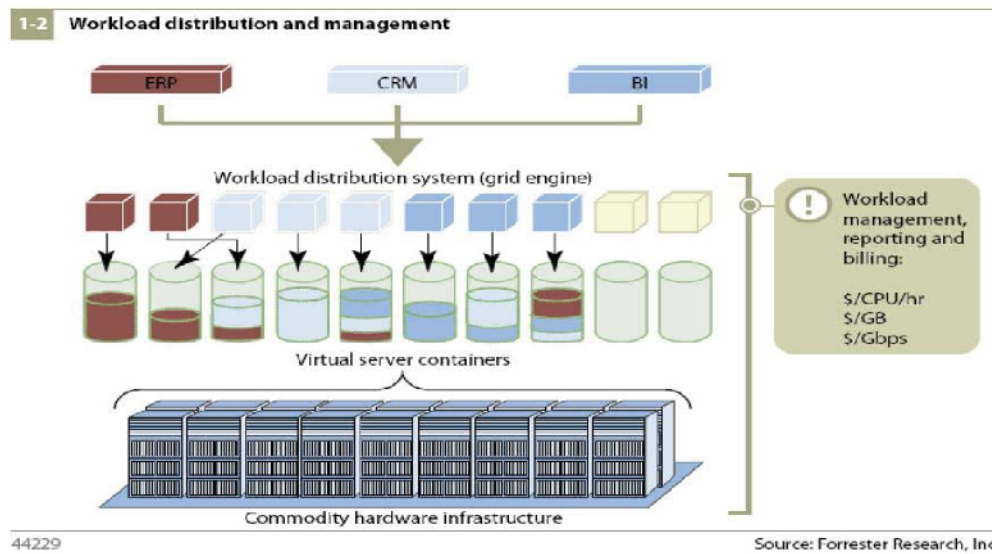 1-2 Workload distribution and management
ERP
CRM
BI
Workload distribution system (grid engine)
Workload
management,
reporting and
billing:
$/CPU/hr
$/GB
$/Gbps
Virtual server containers
Commodity hardware infrastructure
44229
Source: Forrester Research, Inc